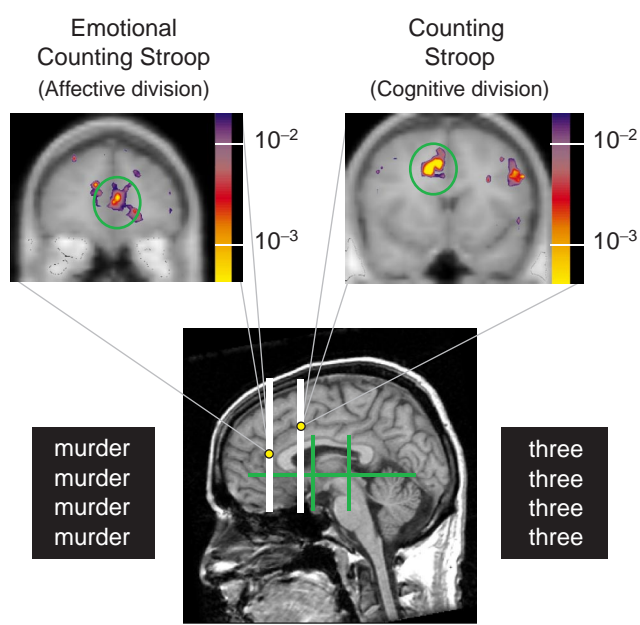 Emotional
Counting Stroop
(Affective division)
Counting
Stroop
(Cognitive division)
10⁻²
10⁻³
10⁻²
10⁻³
murder
murder
murder
murder
three
three
three
three